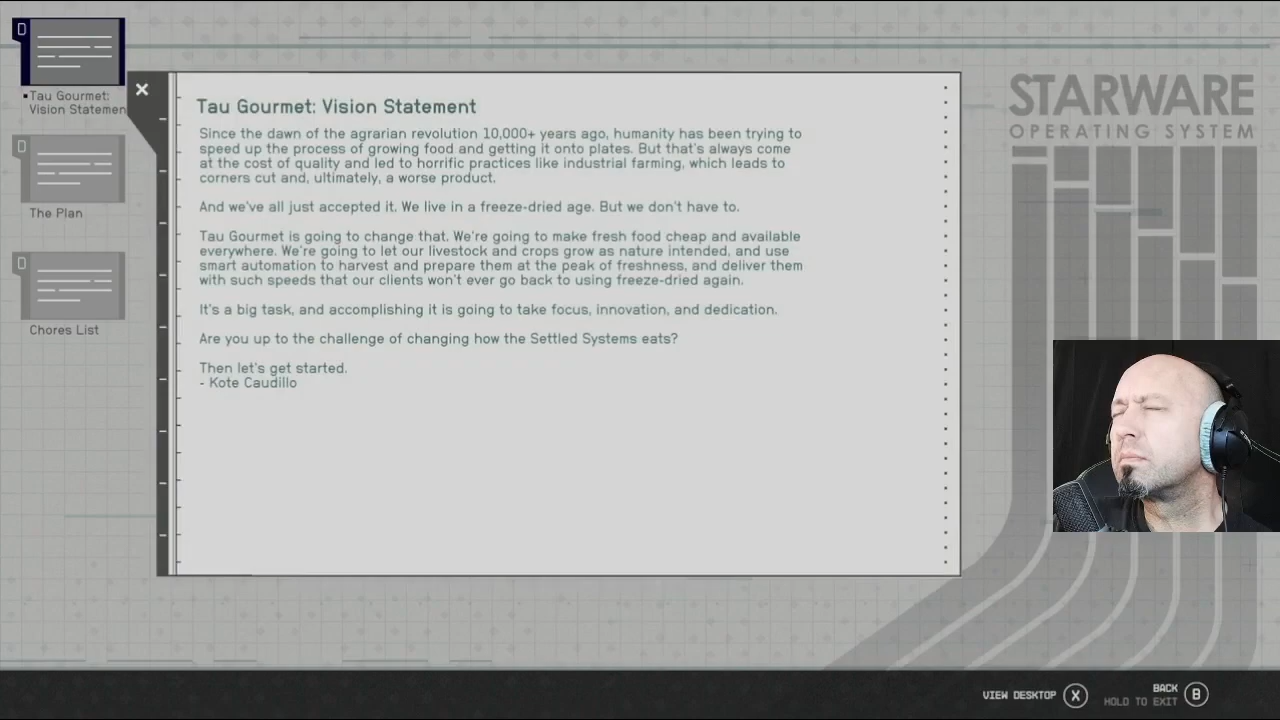 D
▪Tau Gourmet:
Vision Statemen
D
The Plan
D
Chores List
X
Tau Gourmet: Vision Statement
Since the dawn of the agrarian revolution 10,000+ years ago, humanity has been trying to
speed up the process of growing food and getting it onto plates. But that's always come
at the cost of quality and led to horrific practices like industrial farming, which leads to
corners cut and, ultimately, a worse product.
And we've all just accepted it. We live in a freeze-dried age. But we don't have to.
Tau Gourmet is going to change that. We're going to make fresh food cheap and available
everywhere. We're going to let our livestock and crops grow as nature intended, and use
smart automation to harvest and prepare them at the peak of freshness, and deliver them
with such speeds that our clients won't ever go back to using freeze-dried again.
It's a big task, and accomplishing it is going to take focus, innovation, and dedication.
Are you up to the challenge of changing how the Settled Systems eats?
Then let's get started.
- Kote Caudillo
STARWARE
OPERATING SYSTEM
VIEW DESKTOP X
BACK B
HOLD TO EXIT